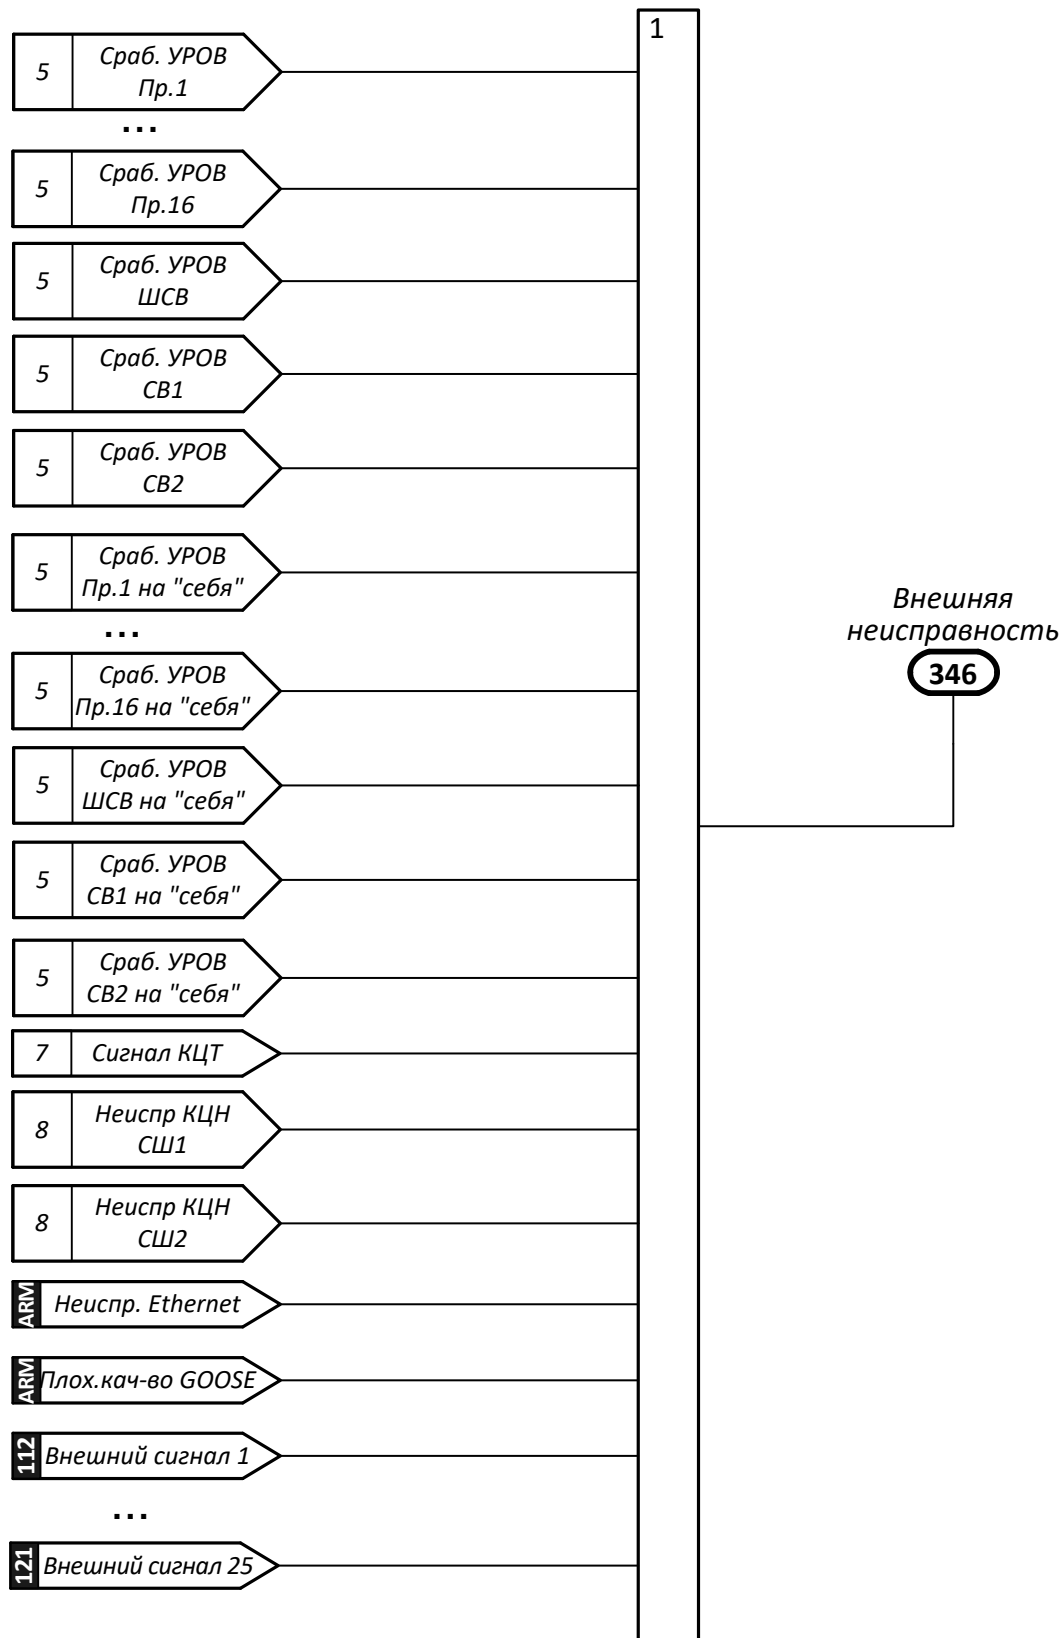 1
5
Сраб. УРОВ
Пр.1
...
5
Сраб. УРОВ
Пр.16
5
Сраб. УРОВ
ШСВ
5
Сраб. УРОВ
СВ1
5
Сраб. УРОВ
СВ2
5
Сраб. УРОВ
Пр.1 на "себя"
...
5
Сраб. УРОВ
Пр.16 на "себя"
5
Сраб. УРОВ
ШСВ на "себя"
5
Сраб. УРОВ
СВ1 на "себя"
5
Сраб. УРОВ
СВ2 на "себя"
7
Сигнал КЦТ
8
Неиспр КЦН
СШ1
8
Неиспр КЦН
СШ2
ARM
Неиспр. Ethernet
ARM
Плох.кач-во GOOSE
112
Внешний сигнал 1
...
121
Внешний сигнал 25
Внешняя
неисправность
346